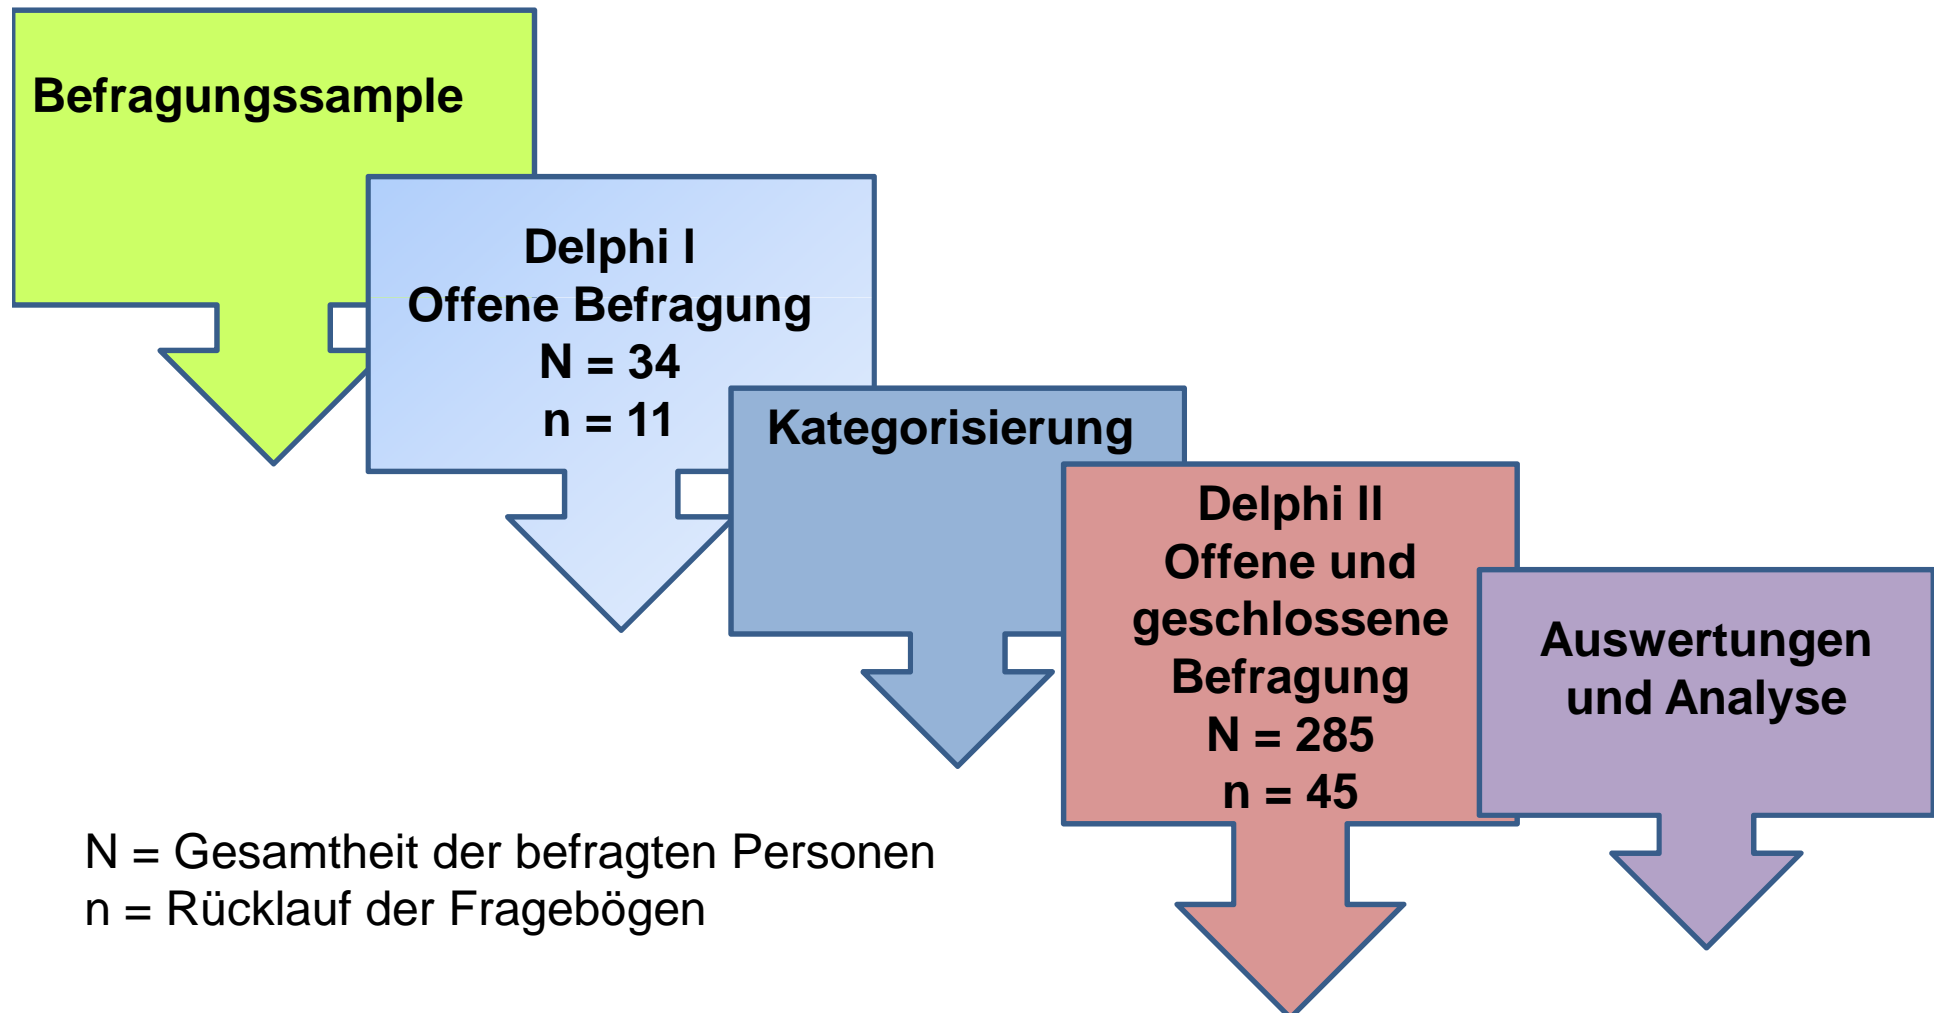 Befragungssample
Delphi I
Offene Befragung
N = 34
n = 11
Kategorisierung
Delphi II
Offene und
geschlossene
Befragung
N = 285
n = 45
Auswertungen
und Analyse
N = Gesamtheit der befragten Personen
n = Rücklauf der Fragebögen